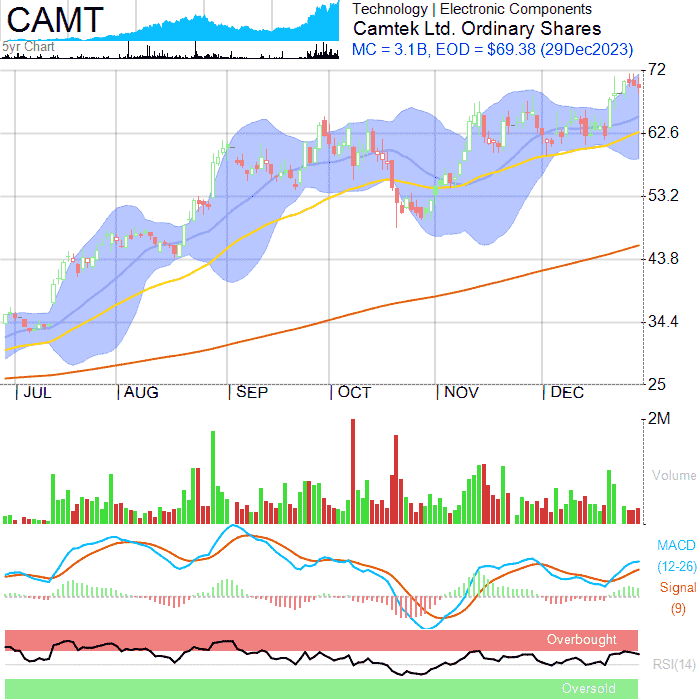 CAMT
5yr Chart
Technology | Electronic Components
Camtek Ltd. Ordinary Shares
MC = 3.1B, EOD = $69.38 (29Dec2023)
72
62.6
53.2
43.8
34.4
25
JUL AUG SEP OCT NOV DEC
2M
Volume
MACD
(12-26)
Signal
(9)
Overbought
RSI(14)
Oversold